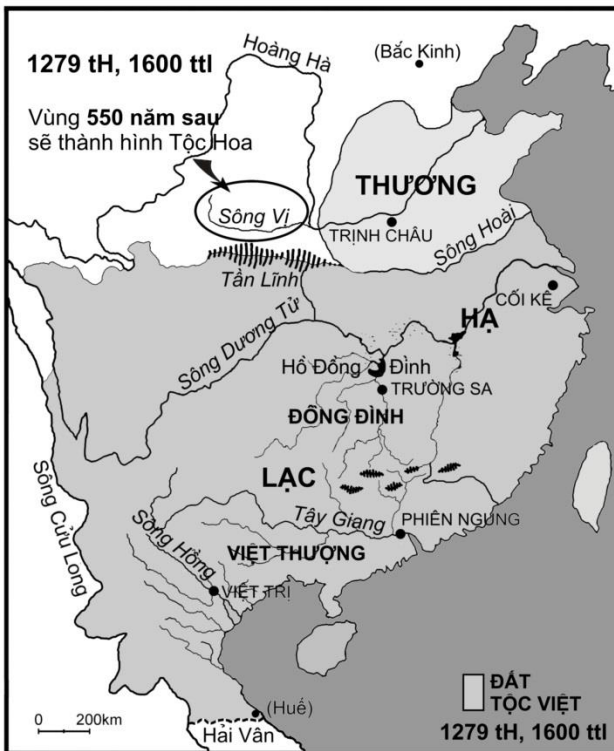 1279 tH, 1600 ttl
Hoàng Hà
(Bắc Kinh)
Vùng 550 năm sau
sẽ thành hình Tộc Hoa
THƯƠNG
Sông Vị
TRỊNH CHÂU
Sông Hoài
Tần Lĩnh
CỐI KÊ
HẠ
Sông Dương Tử
Hồ Đồng Đình
TRƯỜNG SA
ĐỒNG ĐÌNH
LẠC
Sông Cửu Long
Sông Hồng
Tây Giang
PHIÊN NGUNG
VIỆT THƯỢNG
VIỆT TRÌ
(Huế)
Hải Vân
0 200km
ĐẤT
TỘC VIỆT
1279 tH, 1600 ttl